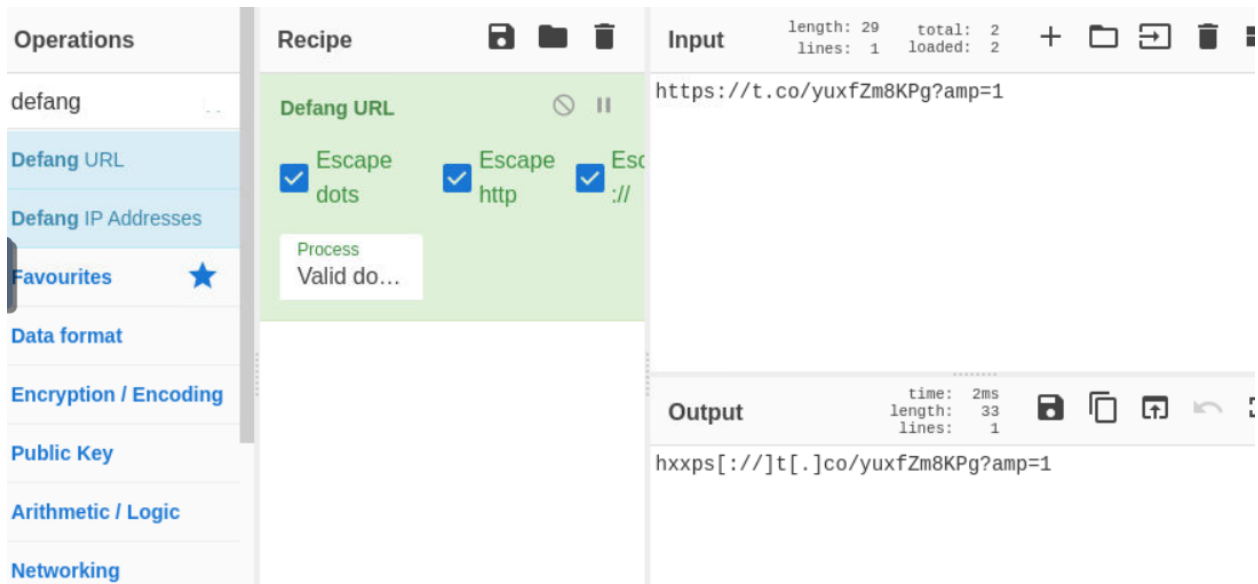 Operations
defang
Defang URL
Defang IP Addresses
Favourites
Data format
Encryption / Encoding
Public Key
Arithmetic / Logic
Networking
Recipe
Defang URL
Escape dots
Escape http
Esc ://
Process
Valid do…
Input
length: 29
lines: 1
total: 2
loaded: 2
https://t.co/yuxfZm8KPg?amp=1
Output
time: 2ms
length: 33
lines: 1
hxxps[://]t[.]co/yuxfZm8KPg?amp=1